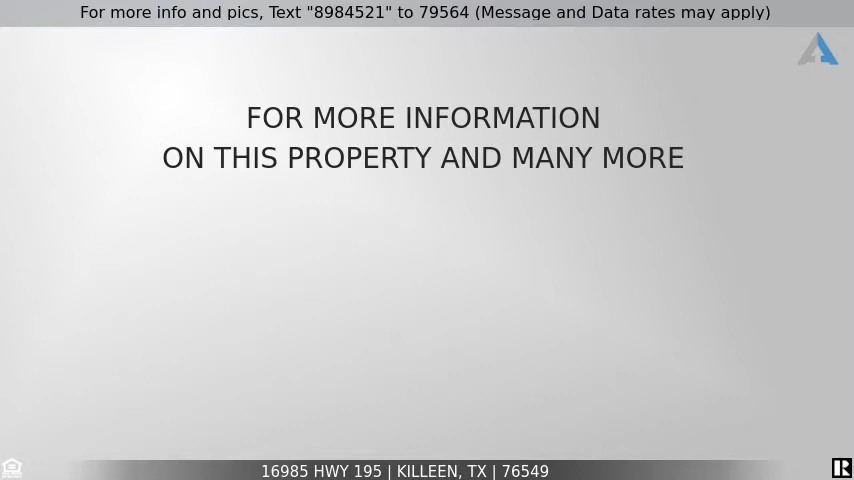 For more info and pics, Text "8984521" to 79564 (Message and Data rates may apply)
FOR MORE INFORMATION
ON THIS PROPERTY AND MANY MORE
16985 HWY 195 | KILLEEN, TX | 76549